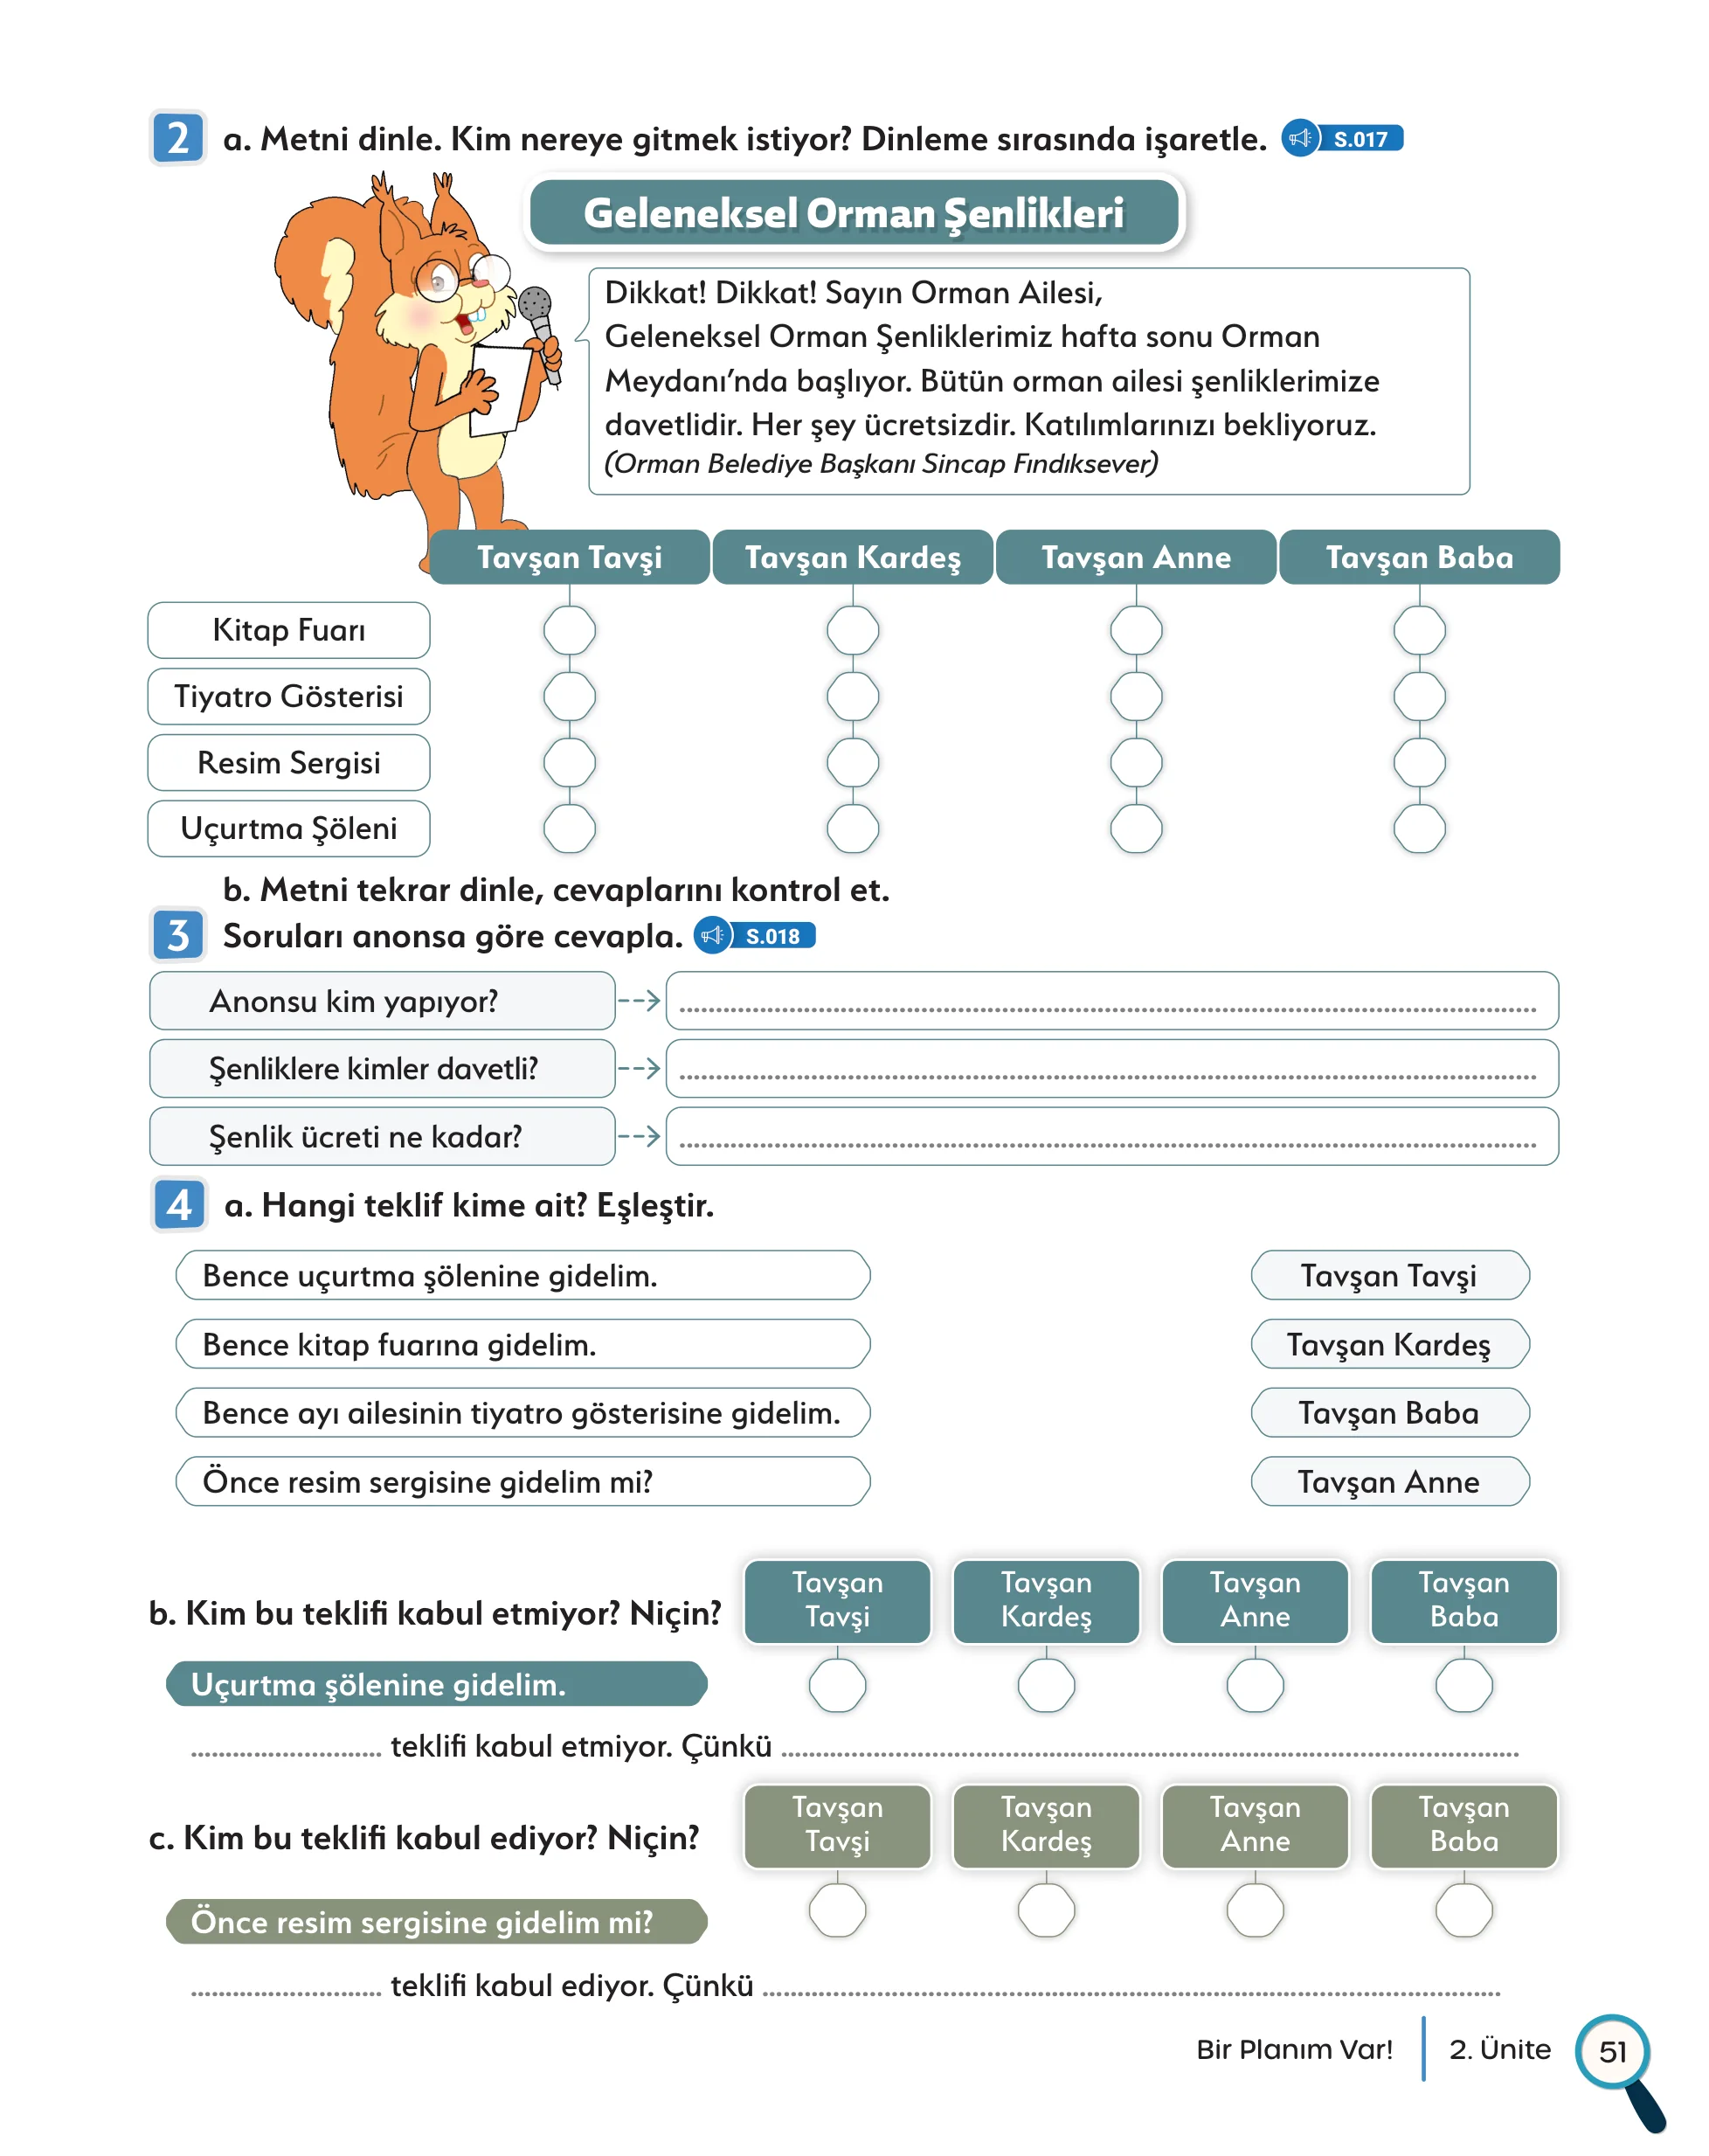 2 a. Metni dinle. Kim nereye gitmek istiyor? Dinleme sırasında işaretle. S.017
Geleneksel Orman Şenlikleri
Dikkat! Dikkat! Sayın Orman Ailesi,
Geleneksel Orman Şenliklerimiz hafta sonu Orman
Meydanı’nda başlıyor. Bütün orman ailesi şenliklerimize
davetlidir. Her şey ücretsizdir. Katılımlarınızı bekliyoruz.
(Orman Belediye Başkanı Sincap Fındıksever)
Tavşan Tavşi Tavşan Kardeş Tavşan Anne Tavşan Baba
Kitap Fuarı
Tiyatro Gösterisi
Resim Sergisi
Uçurtma Şöleni
b. Metni tekrar dinle, cevaplarını kontrol et.
3 Soruları anonsa göre cevapla. S.018
Anonsu kim yapıyor?
Şenliklere kimler davetli?
Şenlik ücreti ne kadar?
4 a. Hangi teklif kime ait? Eşleştir.
Bence uçurtma şölenine gidelim. Tavşan Tavşi
Bence kitap fuarına gidelim. Tavşan Kardeş
Bence ayı ailesinin tiyatro gösterisine gidelim. Tavşan Baba
Önce resim sergisine gidelim mi? Tavşan Anne
b. Kim bu teklifi kabul etmiyor? Niçin?
Tavşan Tavşi
Tavşan Kardeş
Tavşan Anne
Tavşan Baba
Uçurtma şölenine gidelim.
........................... teklifi kabul etmiyor. Çünkü ...........................
c. Kim bu teklifi kabul ediyor? Niçin?
Tavşan Tavşi
Tavşan Kardeş
Tavşan Anne
Tavşan Baba
Önce resim sergisine gidelim mi?
........................... teklifi kabul ediyor. Çünkü ...........................
Bir Planım Var! 2. Ünite 51